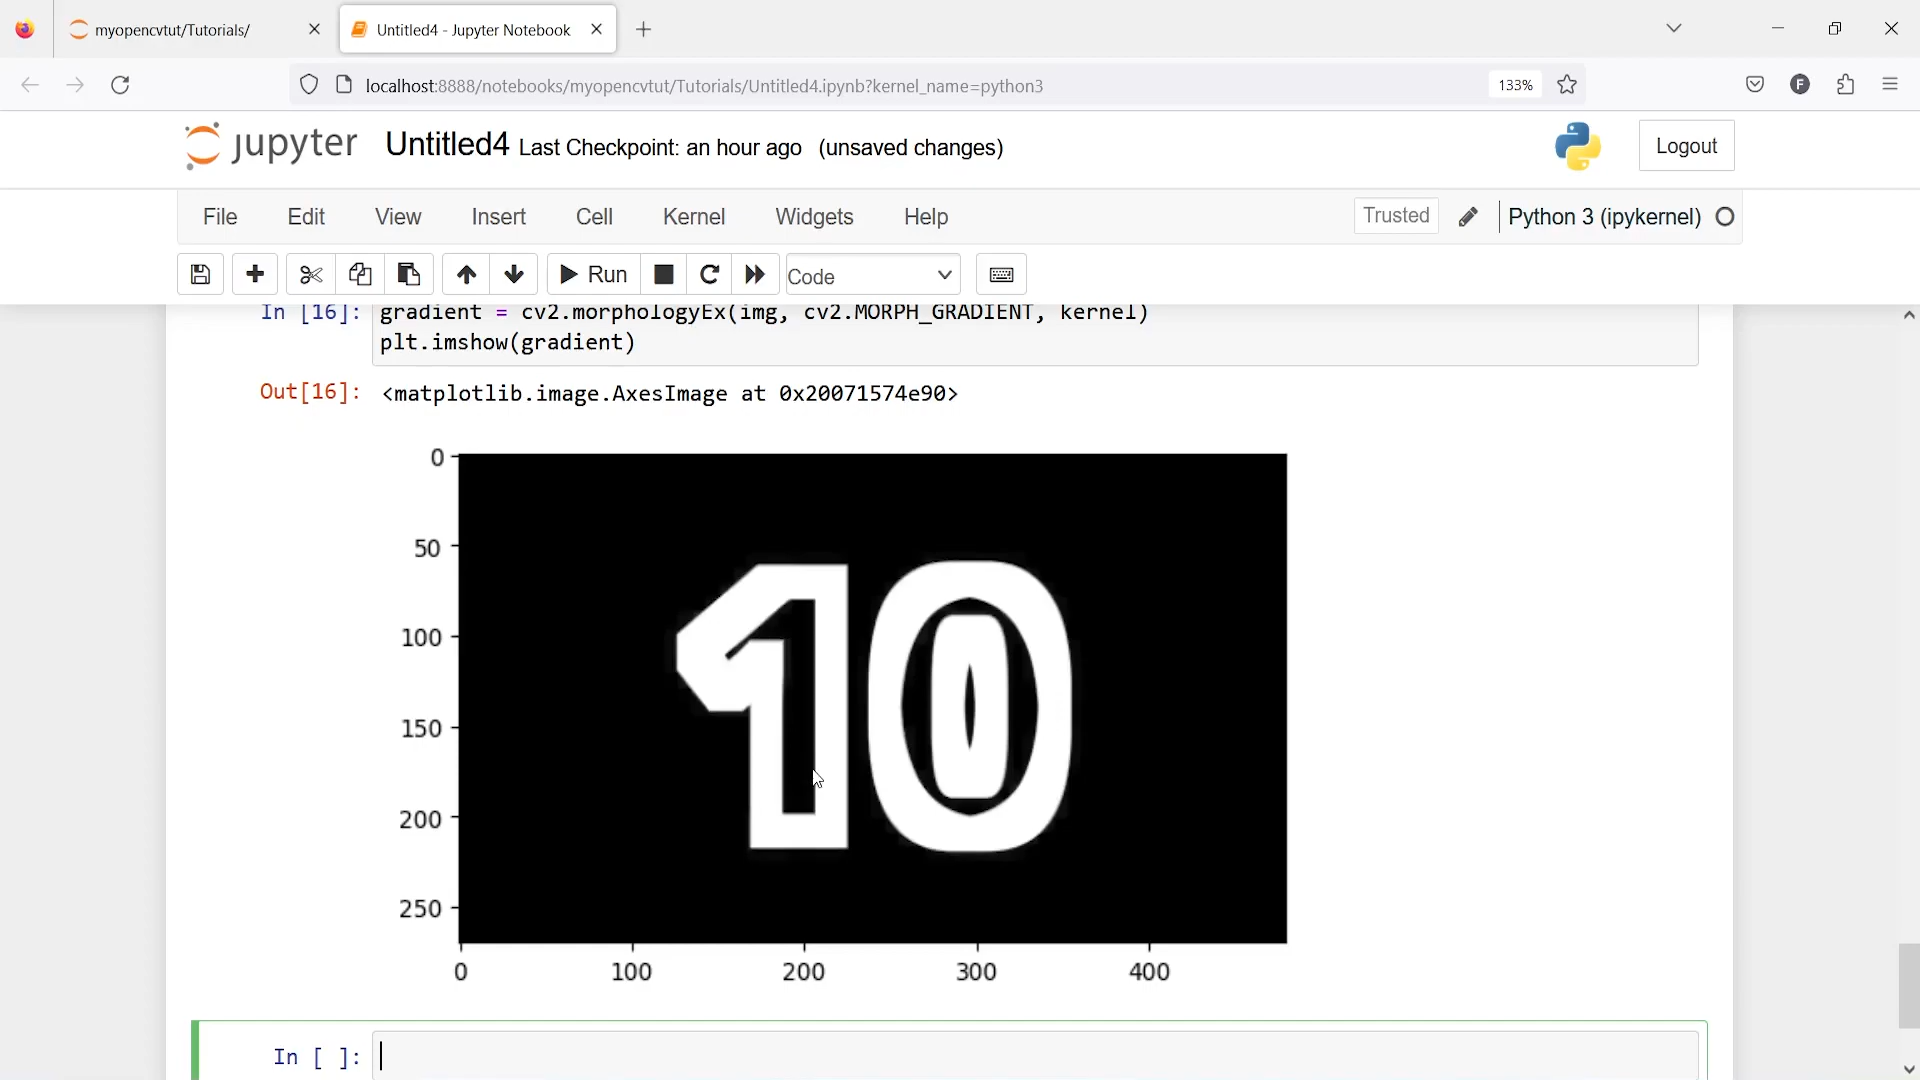 myopencvtut/Tutorials/
Untitled4 - Jupyter Notebook
localhost:8888/notebooks/myopencvtut/Tutorials/Untitled4.ipynb?kernel_name=python3
133%
F
jupyter
Untitled4 Last Checkpoint: an hour ago (unsaved changes)
Logout
File Edit View Insert Cell Kernel Widgets Help
Trusted
Python 3 (ipykernel)
Run
Code
In [16]: gradient = cv2.morphologyEx(img, cv2.MORPH_GRADIENT, kernel)
plt.imshow(gradient)
Out[16]: <matplotlib.image.AxesImage at 0x20071574e90>
0
50
100
150
200
250
10
0 100 200 300 400
In [ ]: